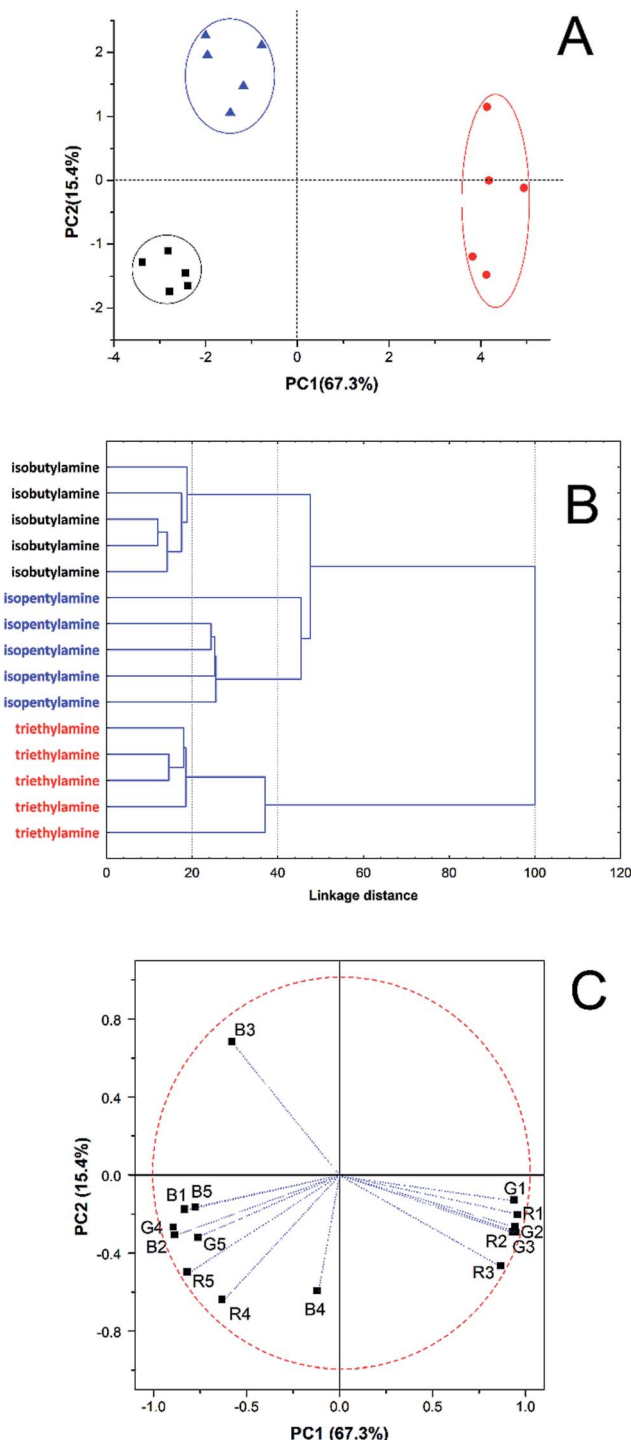 A
2
1
0
-1
-2
PC2(15.4%)
-4 -2 0 2 4
PC1(67.3%)
B
isobutylamine
isobutylamine
isobutylamine
isobutylamine
isobutylamine
isopentylamine
isopentylamine
isopentylamine
isopentylamine
isopentylamine
triethylamine
triethylamine
triethylamine
triethylamine
triethylamine
0 20 40 60 80 100 120
Linkage distance
C
0.8
0.4
0.0
-0.4
-0.8
PC2 (15.4%)
B3
B1 B5
G4
B2 G5
R5
R4
B4
G1
R1
R2 G2
G3
R3
-1.0 -0.5 0.0 0.5 1.0
PC1 (67.3%)